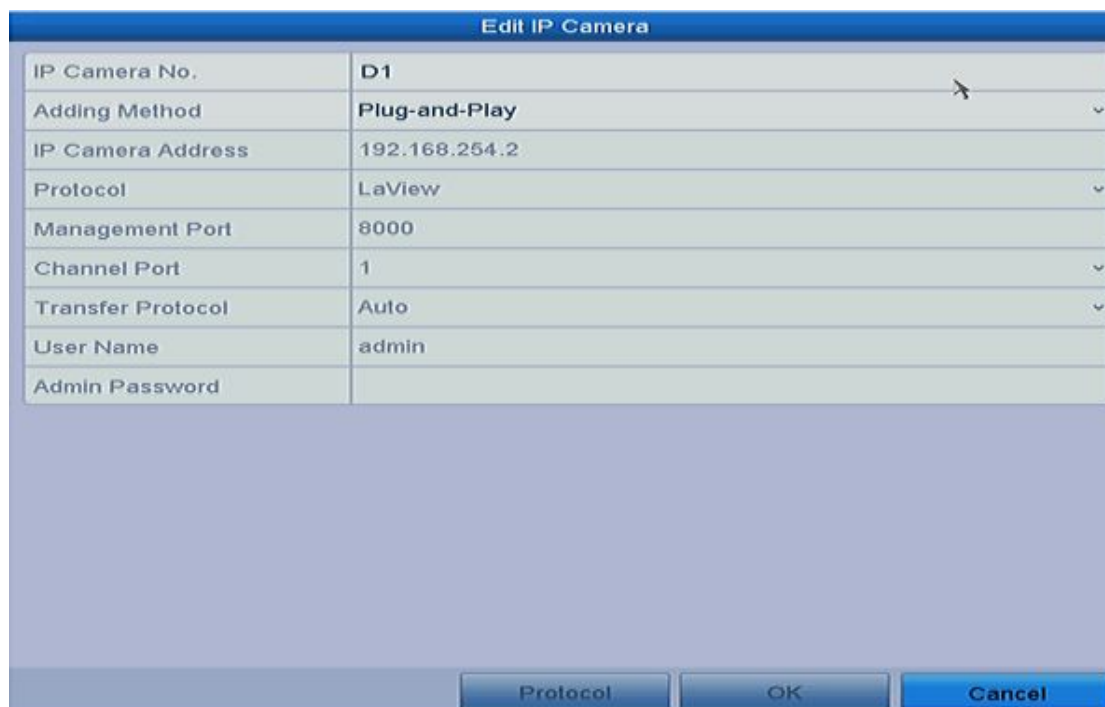 Edit IP Camera
IP Camera No. D1
Adding Method Plug-and-Play
IP Camera Address 192.168.254.2
Protocol LaView
Management Port 8000
Channel Port 1
Transfer Protocol Auto
User Name admin
Admin Password
Protocol OK Cancel